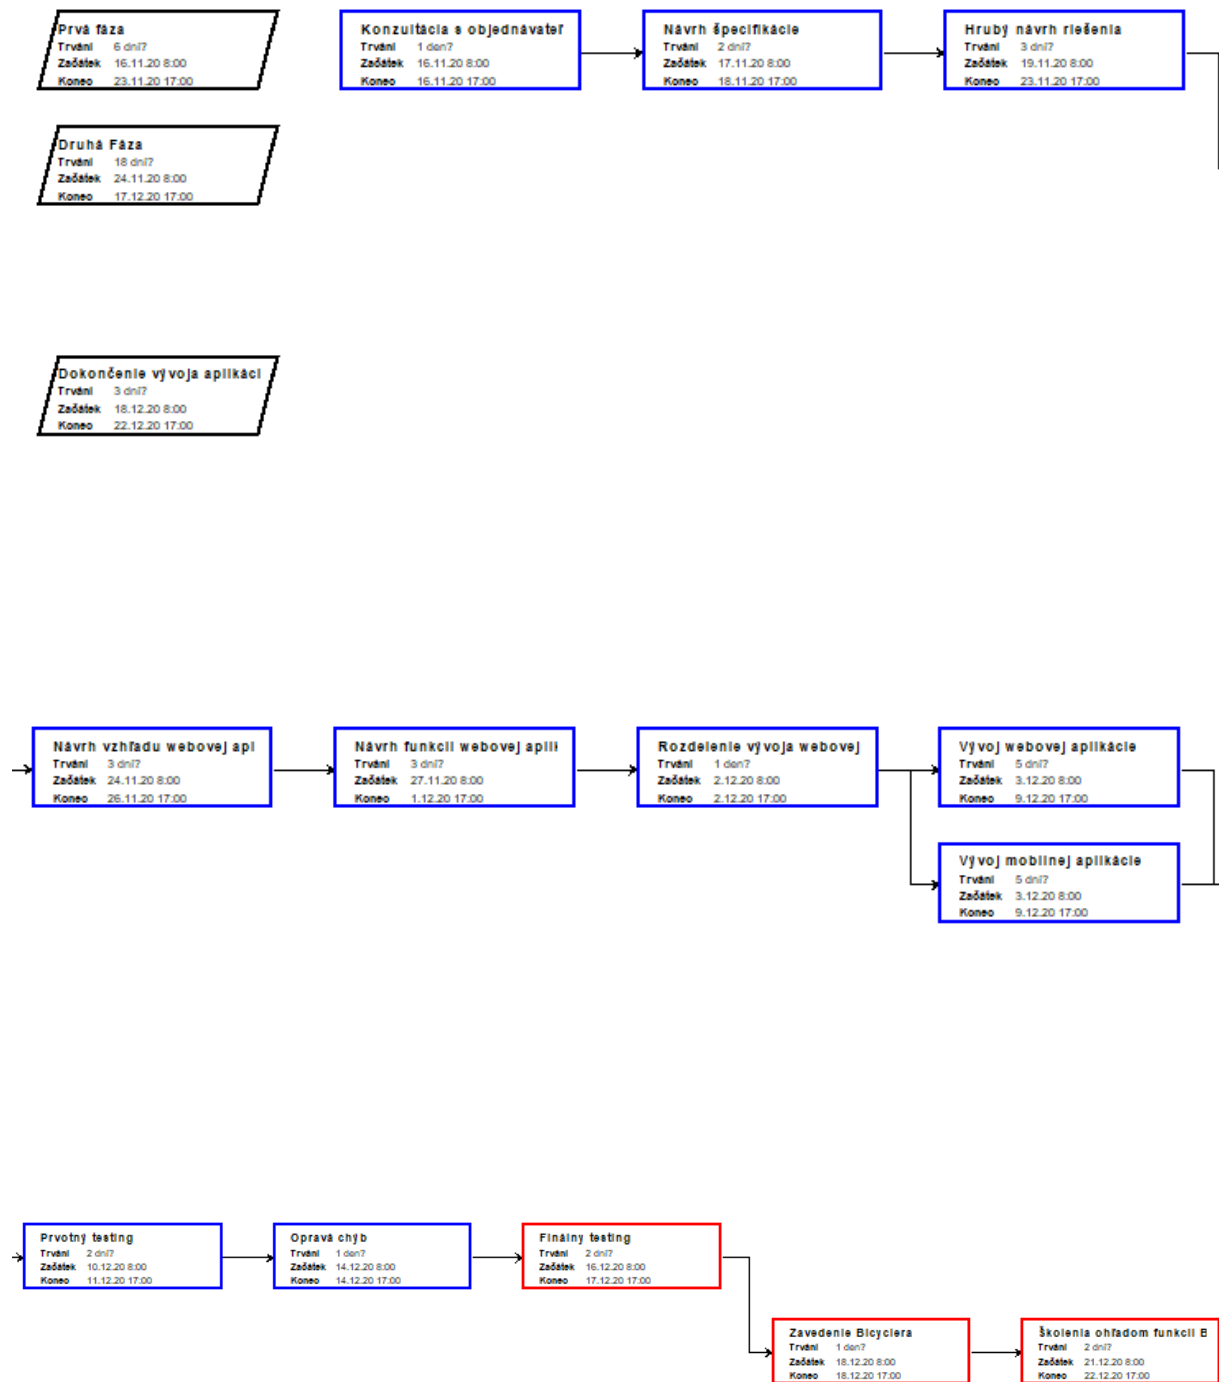 Prvá fáza
Trvání 6 dní?
Začátek 16.11.20 8:00
Konec 23.11.20 17:00
Konzultácia s objednávateľ
Trvání 1 den?
Začátek 16.11.20 8:00
Konec 16.11.20 17:00
Návrh špecifikácie
Trvání 2 dní?
Začátek 17.11.20 8:00
Konec 18.11.20 17:00
Hrubý návrh riešenia
Trvání 3 dní?
Začátek 19.11.20 8:00
Konec 23.11.20 17:00
Druhá Fáza
Trvání 18 dní?
Začátek 24.11.20 8:00
Konec 17.12.20 17:00
Dokončenie vývoja aplikáci
Trvání 3 dní?
Začátek 18.12.20 8:00
Konec 22.12.20 17:00
Návrh vzhľadu webovej apl
Trvání 3 dní?
Začátek 24.11.20 8:00
Konec 26.11.20 17:00
Návrh funkcií webovej aplik
Trvání 3 dní?
Začátek 27.11.20 8:00
Konec 1.12.20 17:00
Rozdelenie vývoja webovej
Trvání 1 den?
Začátek 2.12.20 8:00
Konec 2.12.20 17:00
Vývoj webovej aplikácie
Trvání 5 dní?
Začátek 3.12.20 8:00
Konec 9.12.20 17:00
Vývoj mobilnej aplikácie
Trvání 5 dní?
Začátek 3.12.20 8:00
Konec 9.12.20 17:00
Prvotný testing
Trvání 2 dní?
Začátek 10.12.20 8:00
Konec 11.12.20 17:00
Oprava chýb
Trvání 1 den?
Začátek 14.12.20 8:00
Konec 14.12.20 17:00
Finálny testing
Trvání 2 dní?
Začátek 16.12.20 8:00
Konec 17.12.20 17:00
Zavedenie Bicyclera
Trvání 1 den?
Začátek 18.12.20 8:00
Konec 18.12.20 17:00
Školenia ohľadom funkcií B
Trvání 2 dní?
Začátek 21.12.20 8:00
Konec 22.12.20 17:00